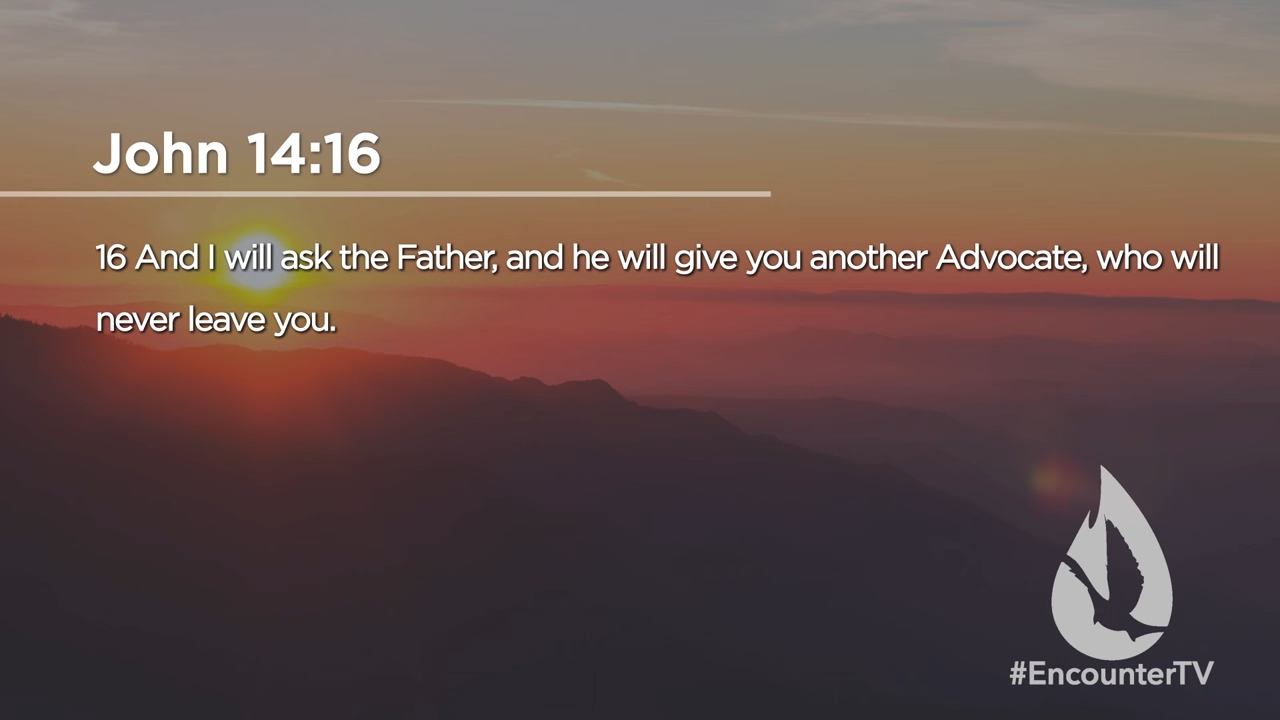 John 14:16
16 And I will ask the Father, and he will give you another Advocate, who will
never leave you.
#EncounterTV